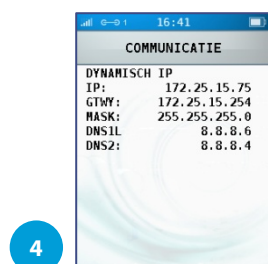 1 16:41
COMMUNICATIE
DYNAMISCH IP
IP: 172.25.15.75
GTWY: 172.25.15.254
MASK: 255.255.255.0
DNS1L 8.8.8.6
DNS2: 8.8.8.4
4